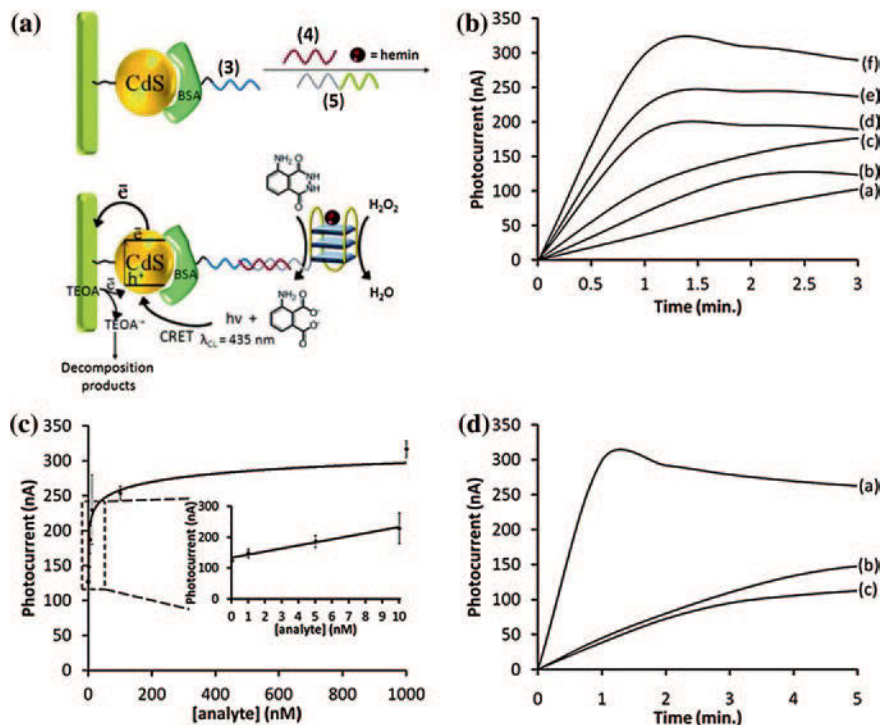 (a)
(3)
(4)
= hemin
(5)
CdS
BSA
NH₂
O
NH
NH
O
H₂O₂
CdS
h⁺
BSA
TEOA
TEOA⁺
H₂O
NH₂
O
O⁻
O⁻
O
hν +
CRET λCL = 435 nm
Decomposition
products
(b)
Photocurrent (nA)
350
300
250
200
150
100
50
0
0
0.5
1
1.5
2
2.5
3
Time (min.)
(f)
(e)
(d)
(c)
(b)
(a)
(c)
Photocurrent (nA)
350
300
250
200
150
100
50
0
0
200
400
600
800
1000
[analyte] (nM)
Photocurrent (nA)
300
200
100
0
0
1
2
3
4
5
6
7
8
9
10
[analyte] (nM)
(d)
Photocurrent (nA)
350
300
250
200
150
100
50
0
0
1
2
3
4
5
Time (min.)
(a)
(b)
(c)